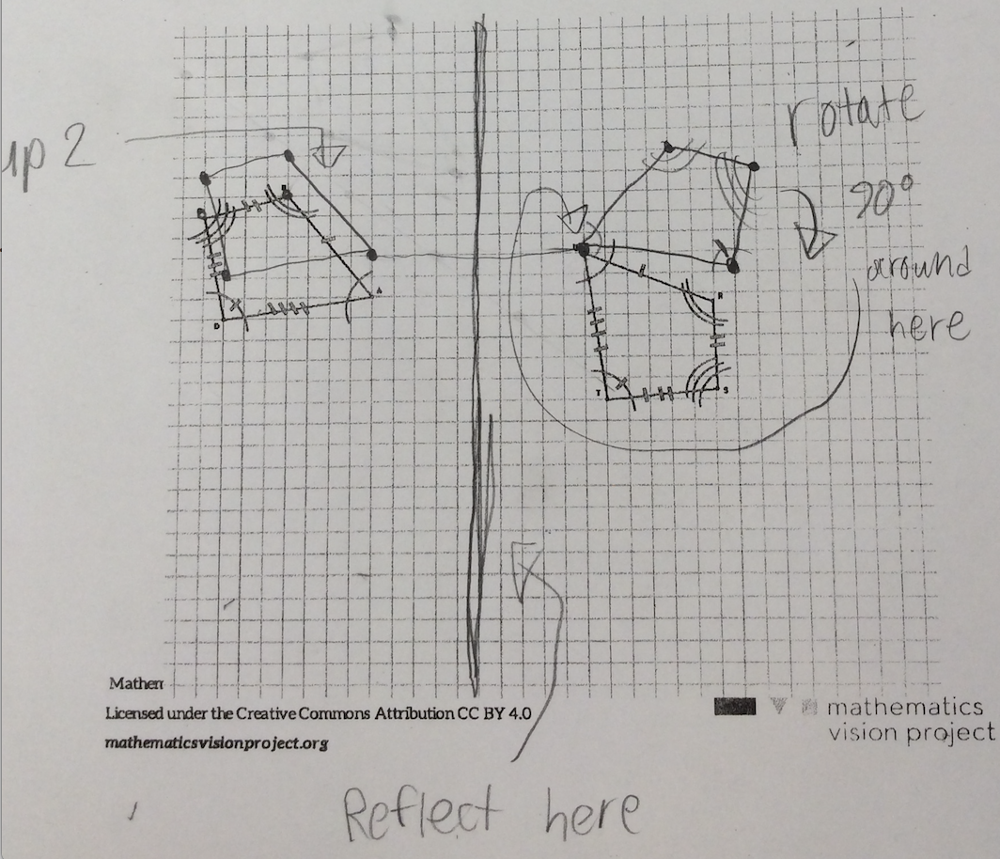 up 2
rotate
90°
around
here
A
D
R
T
S
Mathem
Licensed under the Creative Commons Attribution CC BY 4.0
mathematicsvisionproject.org
mathematics
vision project
Reflect here